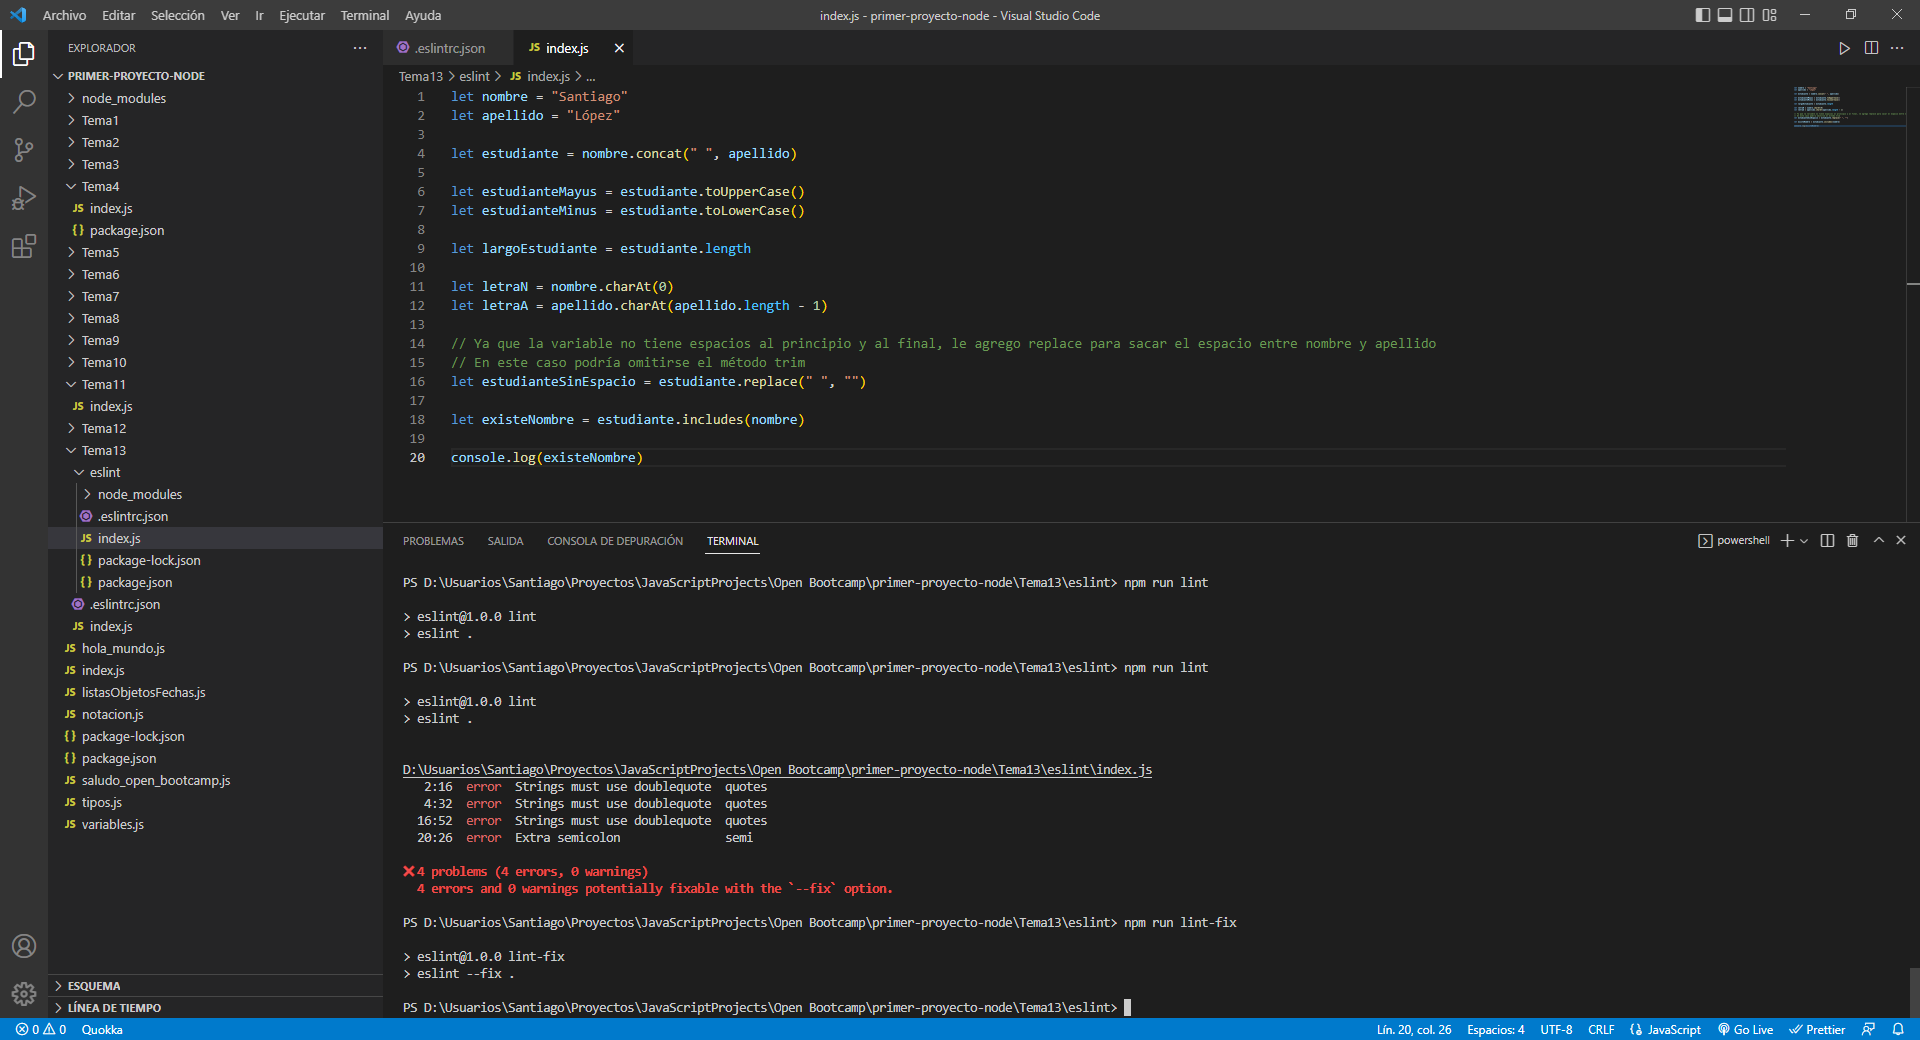 Archivo Editar Selección Ver Ir Ejecutar Terminal Ayuda
index.js - primer-proyecto-node - Visual Studio Code
EXPLORADOR
PRIMER-PROYECTO-NODE
node_modules
Tema1
Tema2
Tema3
Tema4
JS index.js
{} package.json
Tema5
Tema6
Tema7
Tema8
Tema9
Tema10
Tema11
JS index.js
Tema12
Tema13
eslint
node_modules
.eslintrc.json
JS index.js
{} package-lock.json
{} package.json
.eslintrc.json
JS index.js
JS hola_mundo.js
JS index.js
JS listasObjetosFechas.js
JS notacion.js
{} package-lock.json
{} package.json
JS saludo_open_bootcamp.js
JS tipos.js
JS variables.js
ESQUEMA
LÍNEA DE TIEMPO
.eslintrc.json
JS index.js
Tema13 > eslint > JS index.js > ...
1 let nombre = "Santiago"
2 let apellido = "López"
3
4 let estudiante = nombre.concat(" ", apellido)
5
6 let estudianteMayus = estudiante.toUpperCase()
7 let estudianteMinus = estudiante.toLowerCase()
8
9 let largoEstudiante = estudiante.length
10
11 let letraN = nombre.charAt(0)
12 let letraA = apellido.charAt(apellido.length - 1)
13
14 // Ya que la variable no tiene espacios al principio y al final, le agrego replace para sacar el espacio entre nombre y apellido
15 // En este caso podría omitirse el método trim
16 let estudianteSinEspacio = estudiante.replace(" ", "")
17
18 let existeNombre = estudiante.includes(nombre)
19
20 console.log(existeNombre)
PROBLEMAS SALIDA CONSOLA DE DEPURACIÓN TERMINAL
powershell
PS D:\Usuarios\Santiago\Proyectos\JavaScriptProjects\Open Bootcamp\primer-proyecto-node\Tema13\eslint> npm run lint
> eslint@1.0.0 lint
> eslint .
PS D:\Usuarios\Santiago\Proyectos\JavaScriptProjects\Open Bootcamp\primer-proyecto-node\Tema13\eslint> npm run lint
> eslint@1.0.0 lint
> eslint .
D:\Usuarios\Santiago\Proyectos\JavaScriptProjects\Open Bootcamp\primer-proyecto-node\Tema13\eslint\index.js
2:16 error Strings must use doublequote quotes
4:32 error Strings must use doublequote quotes
16:52 error Strings must use doublequote quotes
20:26 error Extra semicolon semi
❌4 problems (4 errors, 0 warnings)
4 errors and 0 warnings potentially fixable with the `--fix` option.
PS D:\Usuarios\Santiago\Proyectos\JavaScriptProjects\Open Bootcamp\primer-proyecto-node\Tema13\eslint> npm run lint-fix
> eslint@1.0.0 lint-fix
> eslint --fix .
PS D:\Usuarios\Santiago\Proyectos\JavaScriptProjects\Open Bootcamp\primer-proyecto-node\Tema13\eslint>
0 0 Quokka
Lín. 20, col. 26 Espacios: 4 UTF-8 CRLF JavaScript Go Live Prettier